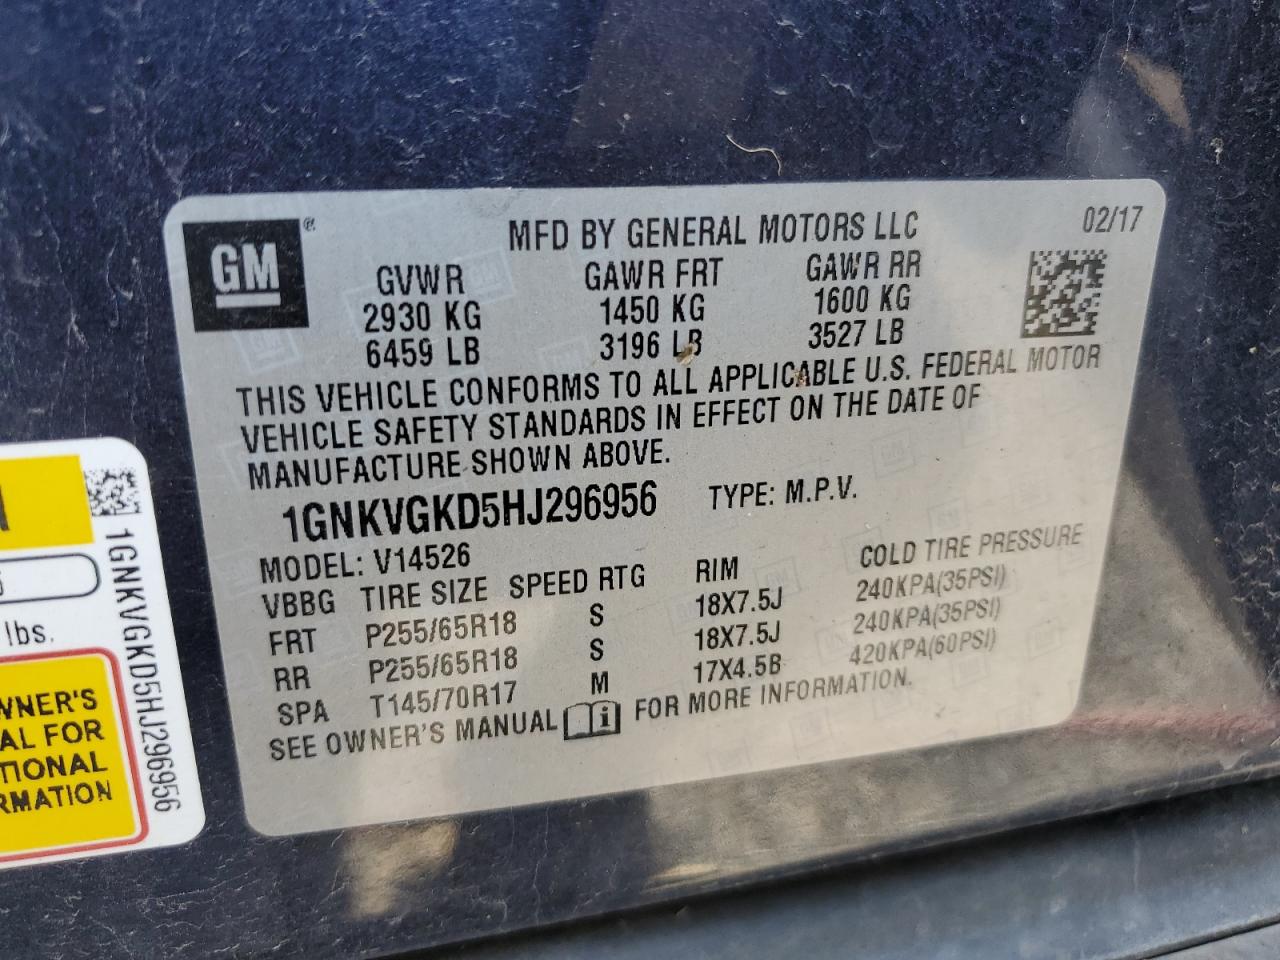 GM ®
MFD BY GENERAL MOTORS LLC 02/17
GVWR GAWR FRT GAWR RR
2930 KG 1450 KG 1600 KG
6459 LB 3196 LB 3527 LB
THIS VEHICLE CONFORMS TO ALL APPLICABLE U.S. FEDERAL MOTOR
VEHICLE SAFETY STANDARDS IN EFFECT ON THE DATE OF
MANUFACTURE SHOWN ABOVE.
1GNKVGKD5HJ296956 TYPE: M.P.V.
MODEL: V14526
VBBG TIRE SIZE SPEED RTG RIM COLD TIRE PRESSURE
FRT P255/65R18 S 18X7.5J 240KPA(35PSI)
RR P255/65R18 S 18X7.5J 240KPA(35PSI)
SPA T145/70R17 M 17X4.5B 420KPA(60PSI)
SEE OWNER'S MANUAL i FOR MORE INFORMATION.
1GNKVGKD5HJ296956
lbs.
WNER'S
AL FOR
TIONAL
RMATION